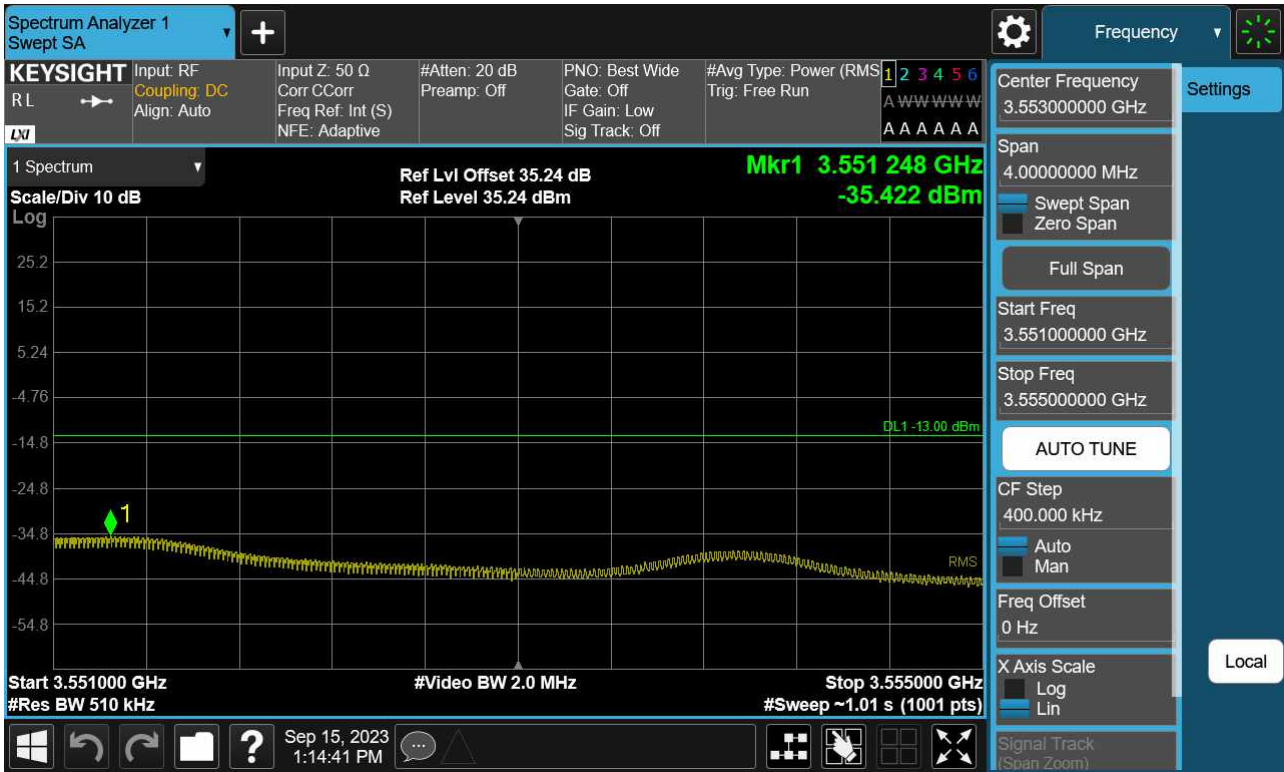 Spectrum Analyzer 1
Swept SA
+
Frequency
KEYSIGHT
RL
LXI
Input: RF
Coupling: DC
Align: Auto
Input Z: 50 Ω
Corr CCorr
Freq Ref: Int (S)
NFE: Adaptive
#Atten: 20 dB
Preamp: Off
PNO: Best Wide
Gate: Off
IF Gain: Low
Sig Track: Off
#Avg Type: Power (RMS
Trig: Free Run
1 2 3 4 5 6
A W W W W W
A A A A A A
1 Spectrum
Scale/Div 10 dB
Log
Ref Lvl Offset 35.24 dB
Ref Level 35.24 dBm
Mkr1 3.551 248 GHz
-35.422 dBm
25.2
15.2
5.24
-4.76
-14.8
-24.8
-34.8
-44.8
-54.8
DL1 -13.00 dBm
1
RMS
Start 3.551000 GHz
#Res BW 510 kHz
#Video BW 2.0 MHz
Stop 3.555000 GHz
#Sweep ~1.01 s (1001 pts)
Center Frequency
3.553000000 GHz
Span
4.00000000 MHz
Swept Span
Zero Span
Full Span
Start Freq
3.551000000 GHz
Stop Freq
3.555000000 GHz
AUTO TUNE
CF Step
400.000 kHz
Auto
Man
Freq Offset
0 Hz
X Axis Scale
Log
Lin
Signal Track
(Span Zoom)
Settings
Local
?
Sep 15, 2023
1:14:41 PM